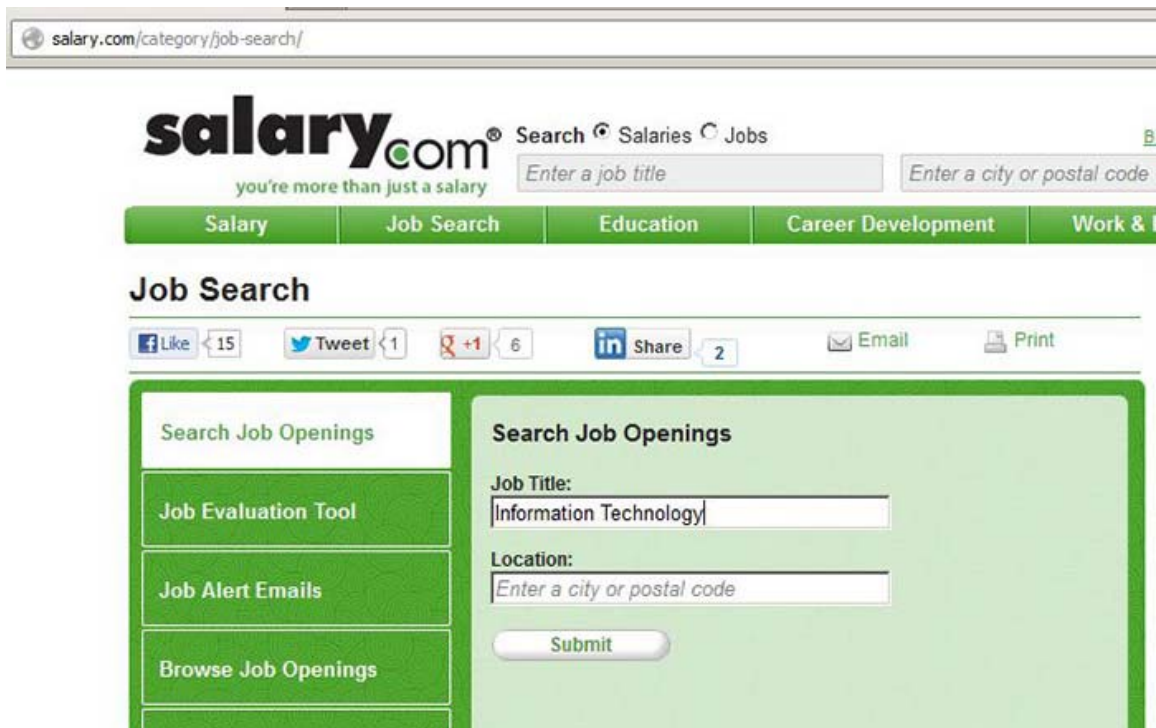 salary.com/category/job-search/
salary.com® Search Salaries Jobs
Enter a job title Enter a city or postal code
you're more than just a salary
Salary Job Search Education Career Development Work &
Job Search
Like 15 Tweet 1 +1 6 in Share 2 Email Print
Search Job Openings
Job Evaluation Tool
Job Alert Emails
Browse Job Openings
Search Job Openings
Job Title:
Information Technology
Location:
Enter a city or postal code
Submit